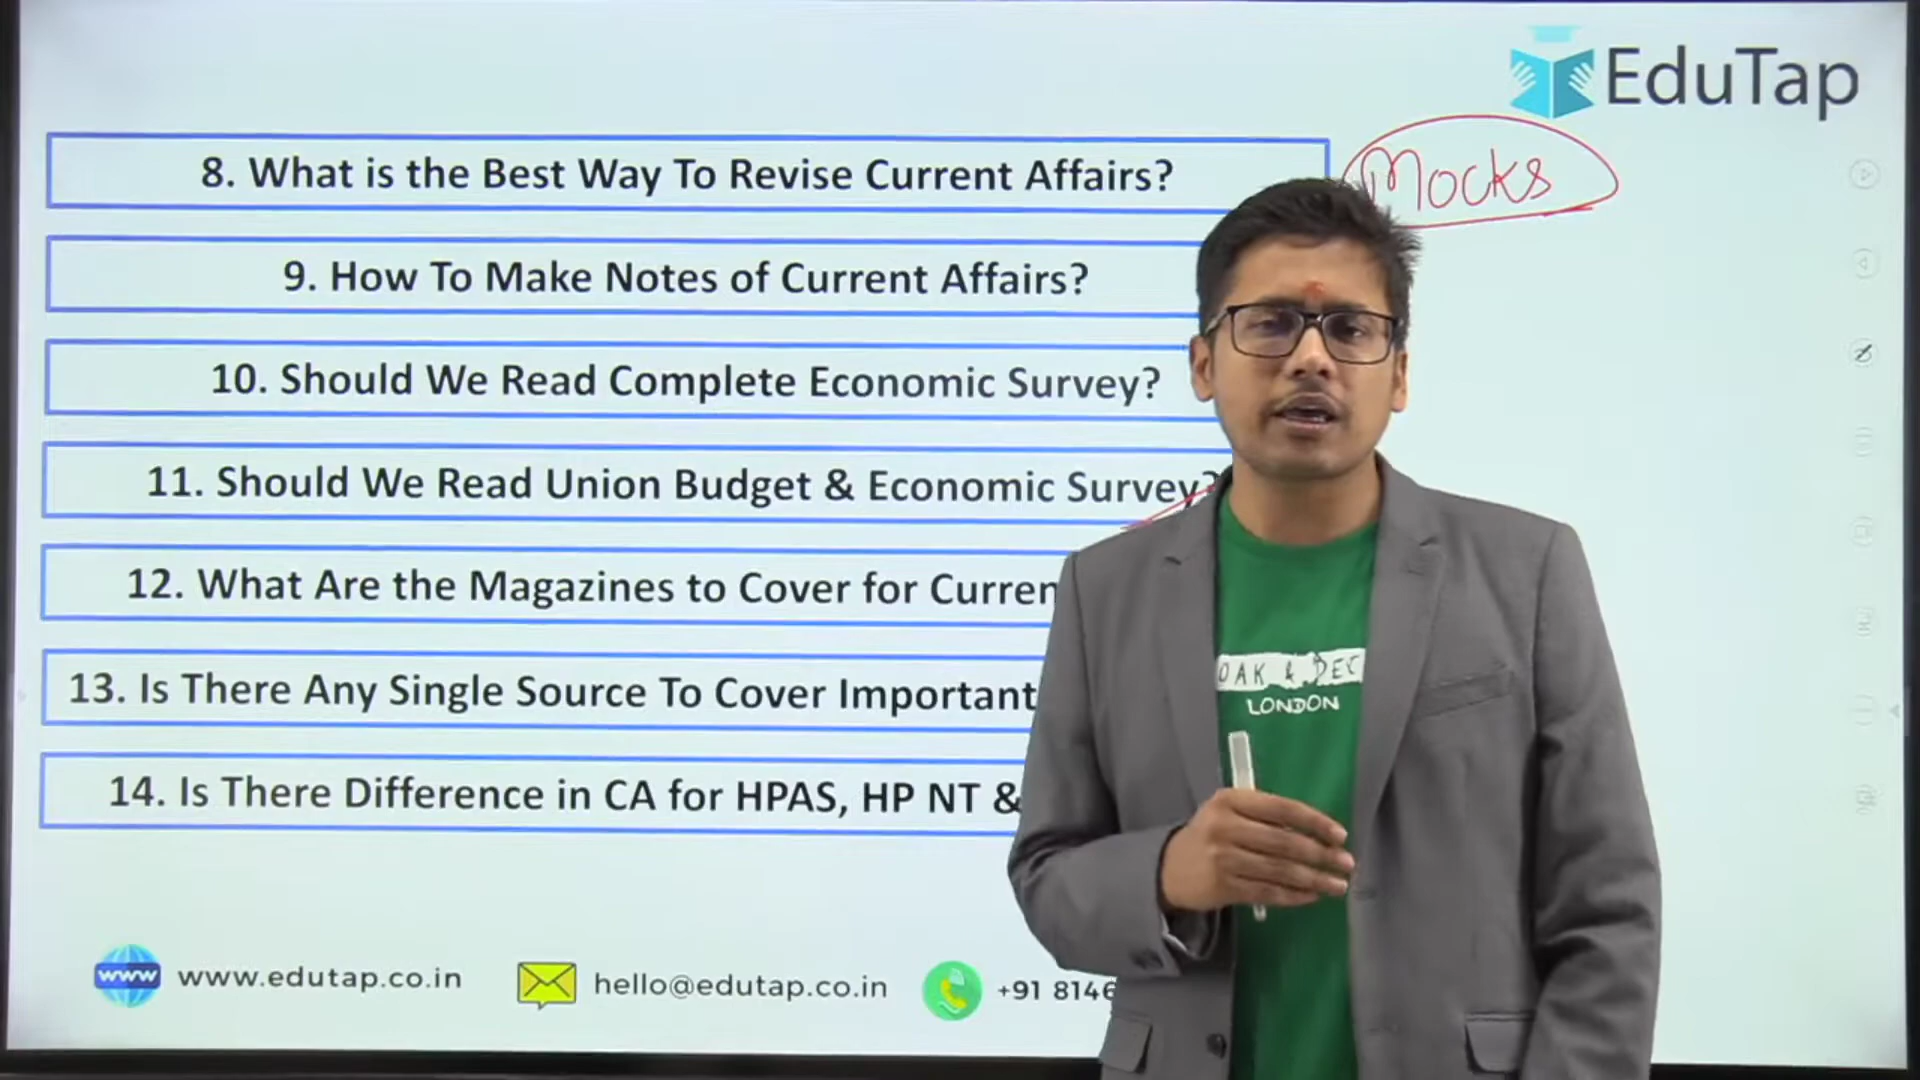 EduTap
8. What is the Best Way To Revise Current Affairs?
Mocks
9. How To Make Notes of Current Affairs?
10. Should We Read Complete Economic Survey?
11. Should We Read Union Budget & Economic Survey?
12. What Are the Magazines to Cover for Curren
13. Is There Any Single Source To Cover Important
14. Is There Difference in CA for HPAS, HP NT &
OAK & DEC
LONDON
www
www.edutap.co.in
hello@edutap.co.in
+91 8146